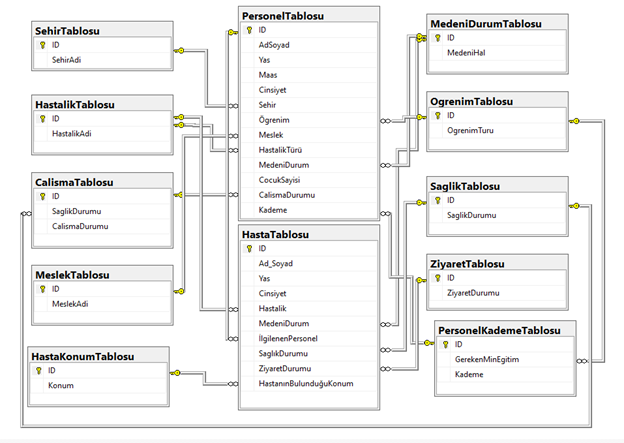 SehirTablosu
ID
SehirAdi
HastalikTablosu
ID
HastalikAdi
CalismaTablosu
ID
SaglikDurumu
CalismaDurumu
MeslekTablosu
ID
MeslekAdi
HastaKonumTablosu
ID
Konum
PersonelTablosu
ID
AdSoyad
Yas
Maas
Cinsiyet
Sehir
Ögrenim
Meslek
HastalikTürü
MedeniDurum
CocukSayisi
CalismaDurumu
Kademe
HastaTablosu
ID
Ad_Soyad
Yas
Cinsiyet
Hastalik
MedeniDurum
IlgilenenPersonel
SaglıkDurumu
ZiyaretDurumu
HastanınBulunduğuKonum
MedeniDurumTablosu
ID
MedeniHal
OgrenimTablosu
ID
OgrenimTuru
SaglikTablosu
ID
SaglikDurumu
ZiyaretTablosu
ID
ZiyaretDurumu
PersonelKademeTablosu
ID
GerekenMinEgitim
Kademe